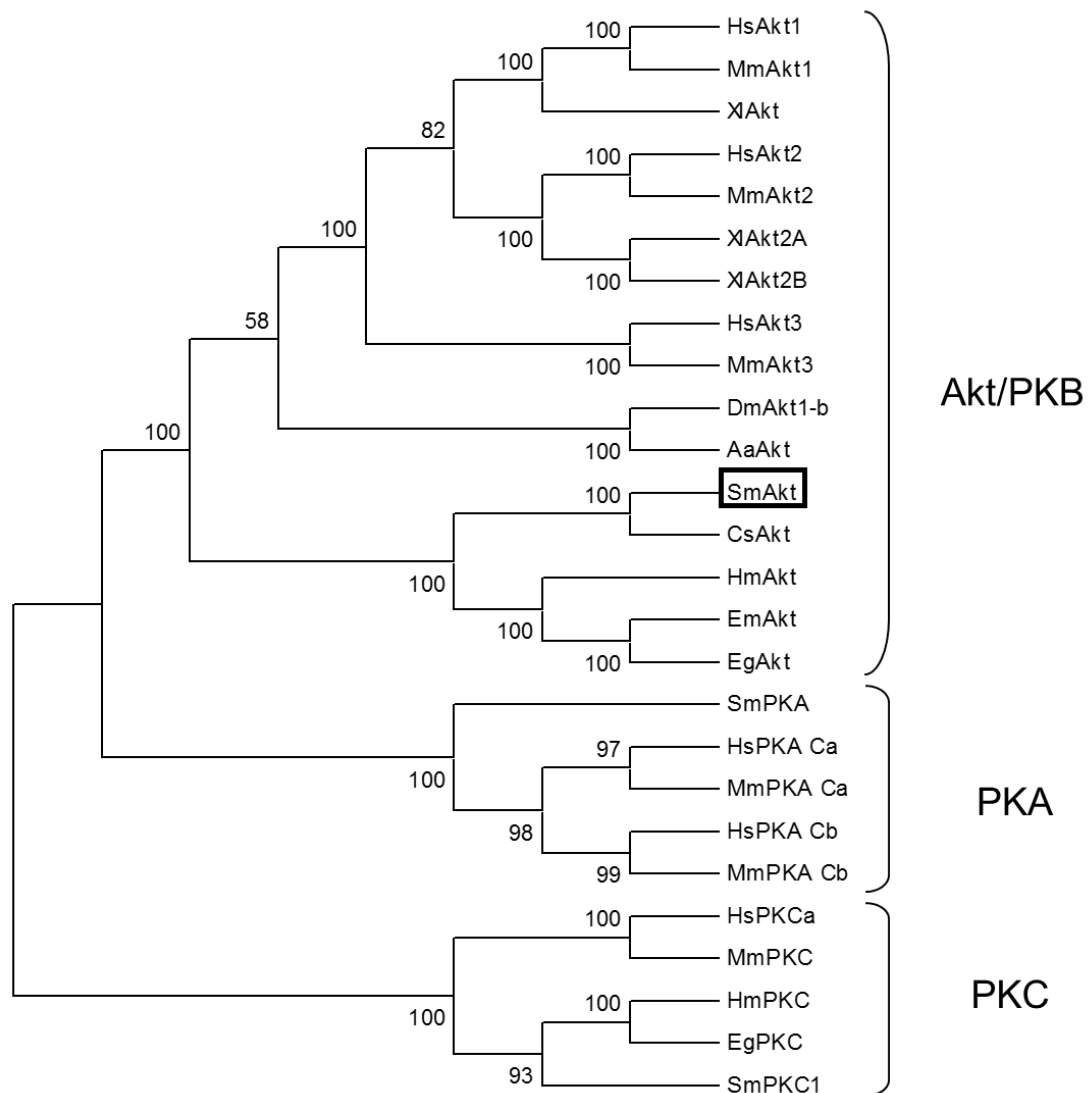 HsAkt1
100
MmAkt1
100
XlAkt
82
HsAkt2
100
MmAkt2
100
100
XlAkt2A
100
XlAkt2B
58
HsAkt3
100
MmAkt3
Akt/PKB
DmAkt1-b
100
100
AaAkt
100
SmAkt
CsAkt
100
HmAkt
100
EmAkt
100
EgAkt
SmPKA
97
HsPKA Ca
100
MmPKA Ca
PKA
98
HsPKA Cb
99
MmPKA Cb
100
HsPKCa
MmPKC
PKC
100
100
HmPKC
EgPKC
93
SmPKC1